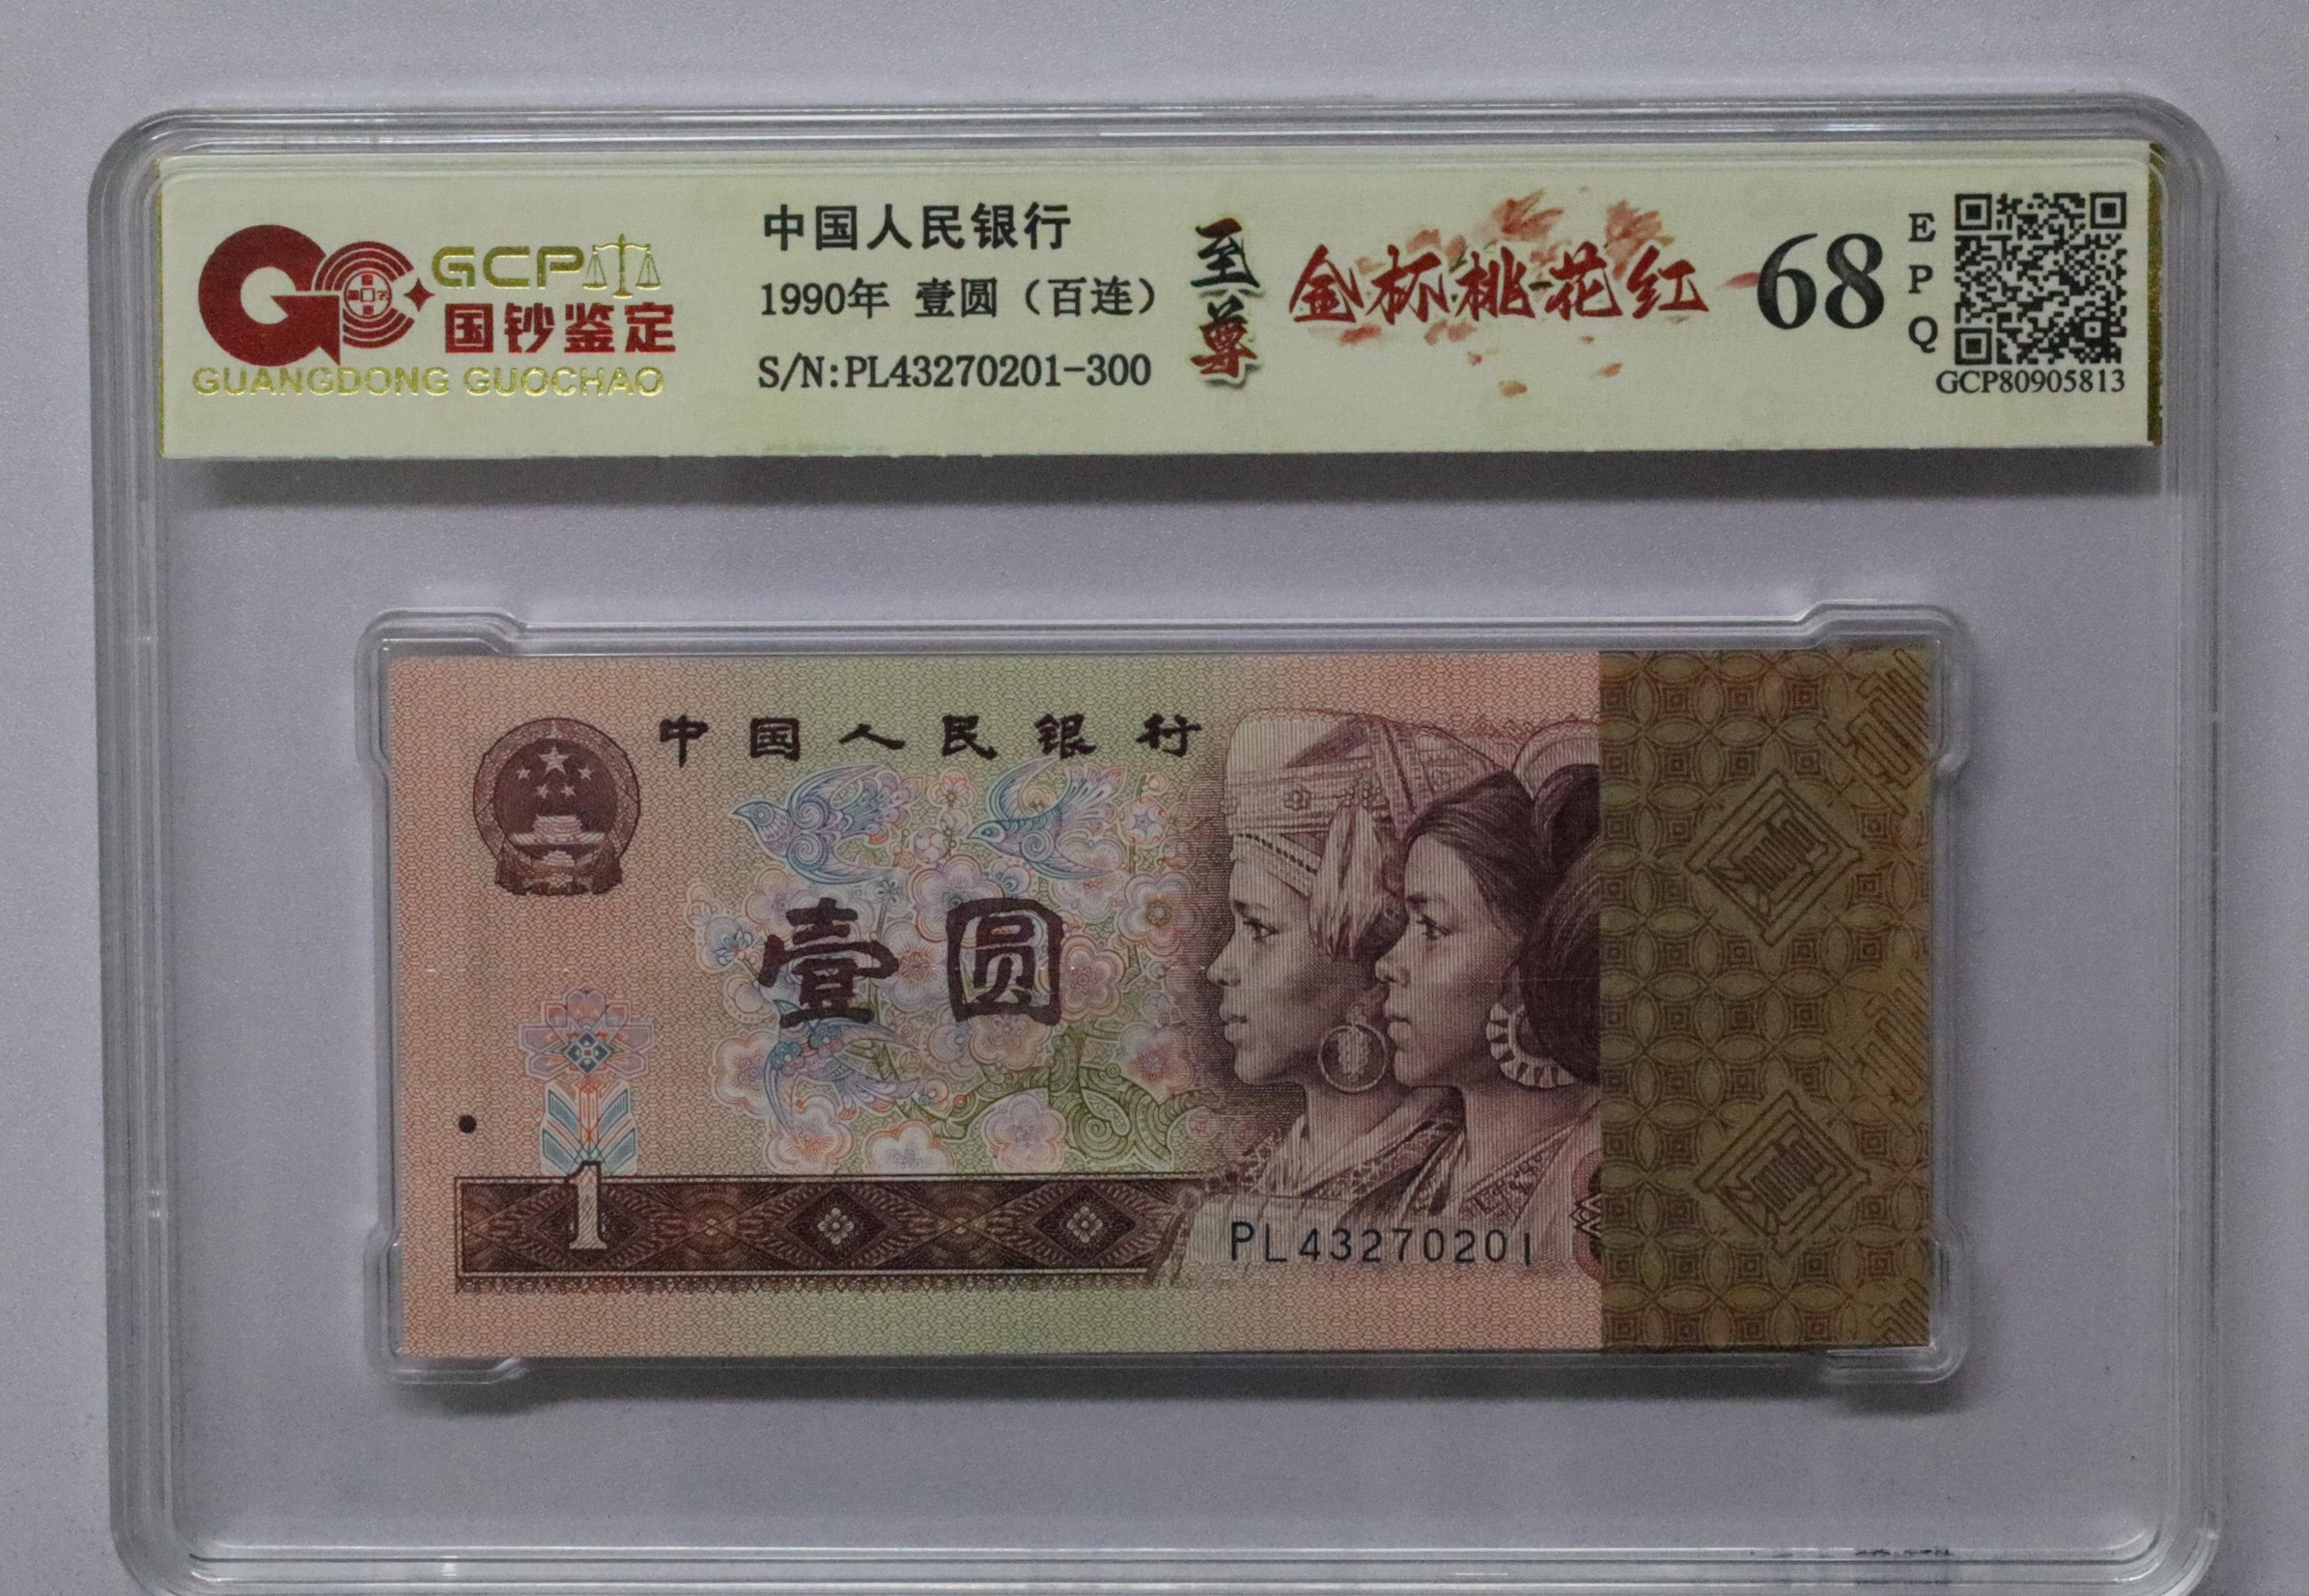 GCP
国钞鉴定
GUANGDONG GUOCHAO
中国人民银行
1990年 壹圆（百连）
S/N:PL43270201-300
至尊
金杯桃花红
68
EPQ
GCP80905813
中国人民银行
壹圆
1
PL43270201
壹
壹